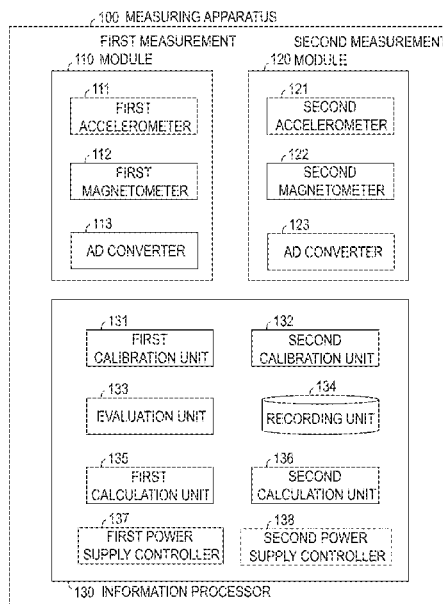 100 MEASURING APPARATUS
FIRST MEASUREMENT
110 MODULE
SECOND MEASUREMENT
120 MODULE
111
FIRST
ACCELEROMETER
121
SECOND
ACCELEROMETER
112
FIRST
MAGNETOMETER
122
SECOND
MAGNETOMETER
113
AD CONVERTER
123
AD CONVERTER
131
FIRST
CALIBRATION UNIT
132
SECOND
CALIBRATION UNIT
133
EVALUATION UNIT
134
RECORDING UNIT
135
FIRST
CALCULATION UNIT
136
SECOND
CALCULATION UNIT
137
FIRST POWER
SUPPLY CONTROLLER
138
SECOND POWER
SUPPLY CONTROLLER
130 INFORMATION PROCESSOR